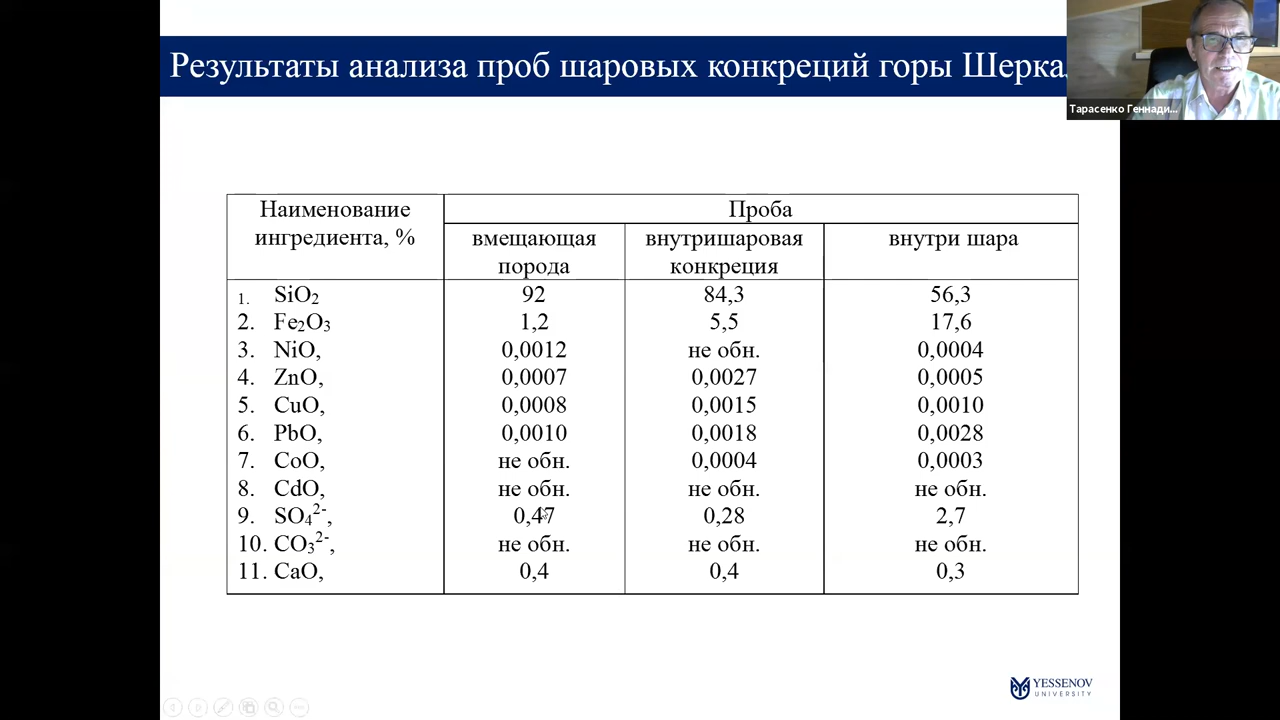 Результаты анализа проб шаровых конкреций горы Шерка
Тарасенко Геннади...
Наименование ингредиента, %
Проба
вмещающая порода
внутришаровая конкреция
внутри шара
1. SiO2 92 84,3 56,3
2. Fe2O3 1,2 5,5 17,6
3. NiO, 0,0012 не обн. 0,0004
4. ZnO, 0,0007 0,0027 0,0005
5. CuO, 0,0008 0,0015 0,0010
6. PbO, 0,0010 0,0018 0,0028
7. CoO, не обн. 0,0004 0,0003
8. CdO, не обн. не обн. не обн.
9. SO4^2-, 0,47 0,28 2,7
10. CO3^2-, не обн. не обн. не обн.
11. CaO, 0,4 0,4 0,3
YESSENOV
UNIVERSITY